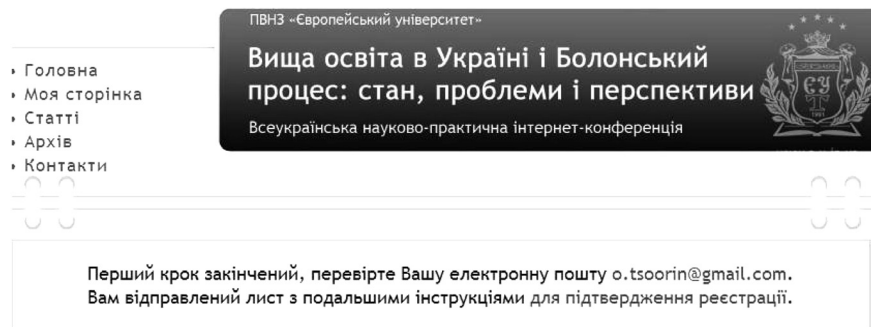 ПВНЗ «Європейський університет»
Вища освіта в Україні і Болонський
процес: стан, проблеми і перспективи
Всеукраїнська науково-практична інтернет-конференція
ЄУ
1991
Головна
Моя сторінка
Статті
Архів
Контакти
Перший крок закінчений, перевірте Вашу електронну пошту o.tsoorin@gmail.com.
Вам відправлений лист з подальшими інструкціями для підтвердження реєстрації.